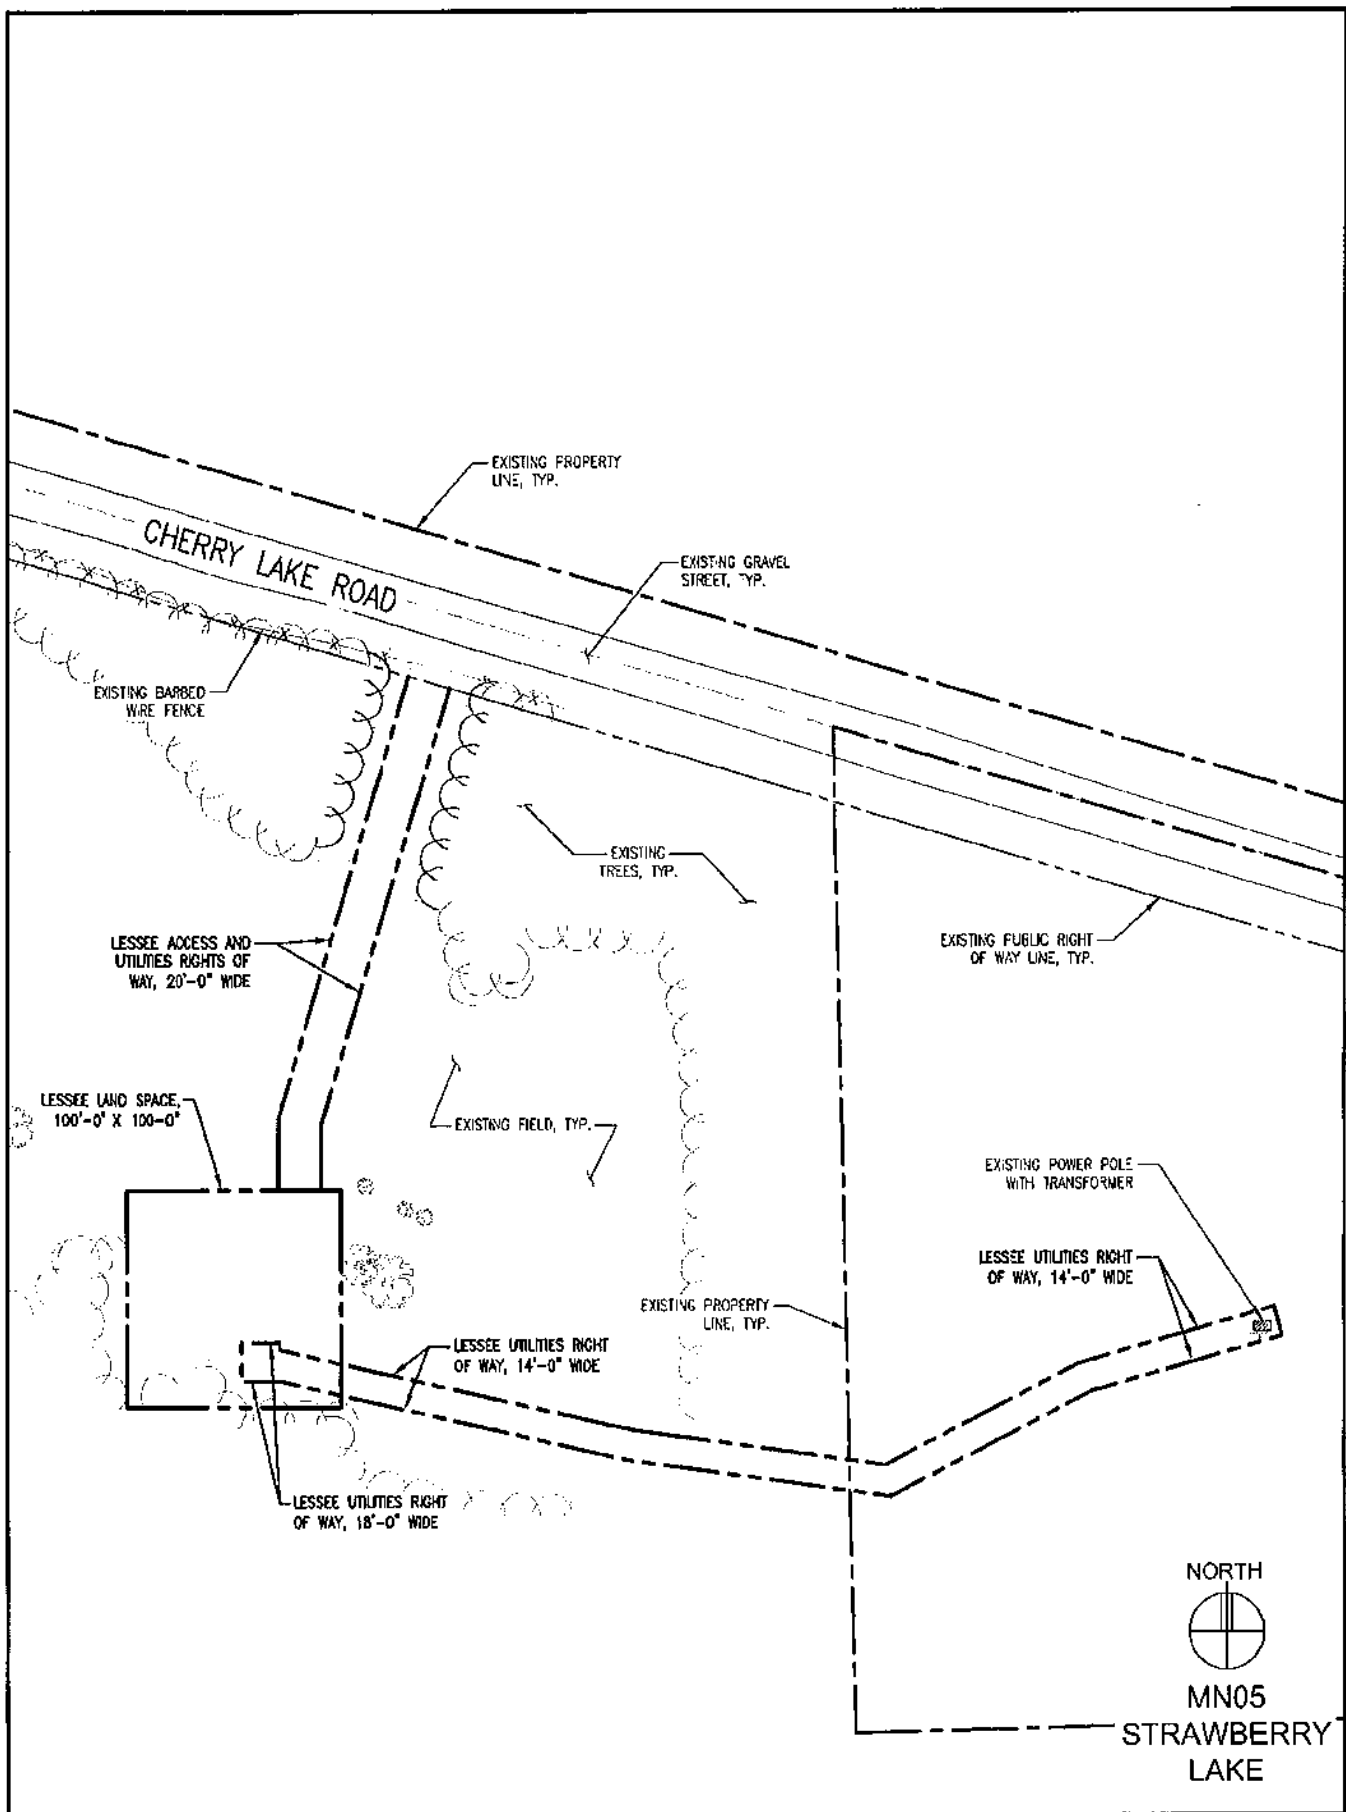 EXISTING PROPERTY
LINE, TYP.
CHERRY LAKE ROAD
EXISTING GRAVEL
STREET, TYP.
EXISTING BARBED
WIRE FENCE
EXISTING
TREES, TYP.
LESSEE ACCESS AND
UTILITIES RIGHTS OF
WAY, 20'-0" WIDE
EXISTING PUBLIC RIGHT
OF WAY LINE, TYP.
LESSEE LAND SPACE,
100'-0" X 100-0"
EXISTING FIELD, TYP.
EXISTING POWER POLE
WITH TRANSFORMER
LESSEE UTILITIES RIGHT
OF WAY, 14'-0" WIDE
EXISTING PROPERTY
LINE, TYP.
LESSEE UTILITIES RIGHT
OF WAY, 14'-0" WIDE
LESSEE UTILITIES RIGHT
OF WAY, 18'-0" WIDE
NORTH
MN05
STRAWBERRY
LAKE